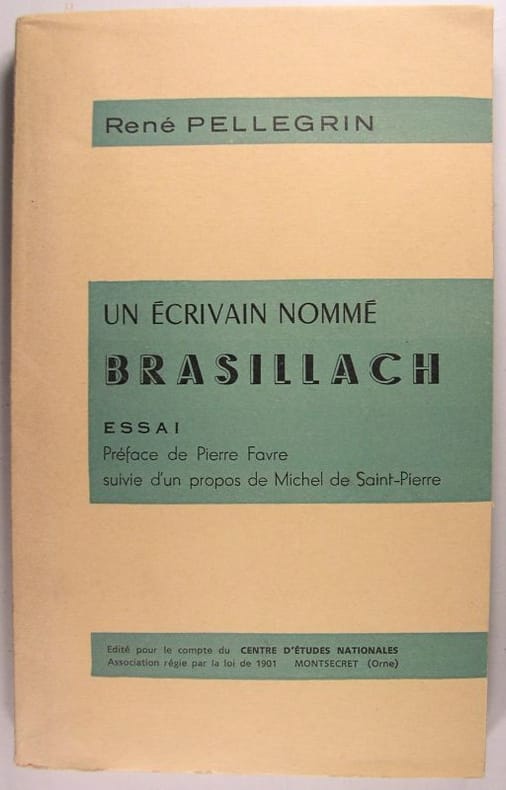 René PELLEGRIN
UN ÉCRIVAIN NOMMÉ
BRASILLACH
ESSAI
Préface de Pierre Favre
suivie d'un propos de Michel de Saint-Pierre
Edité pour le compte du CENTRE D'ÉTUDES NATIONALES
Association régie par la loi de 1901 MONTSECRET (Orne)